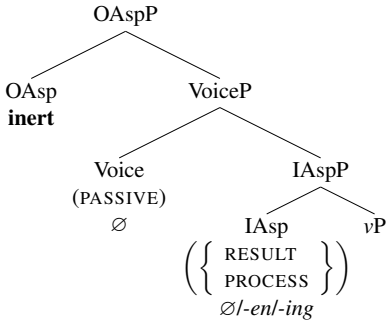 OAspP
OAsp VoiceP
inert
Voice IAspP
(PASSIVE)
∅ IAsp vP
({ RESULT
PROCESS })
∅/-en/-ing